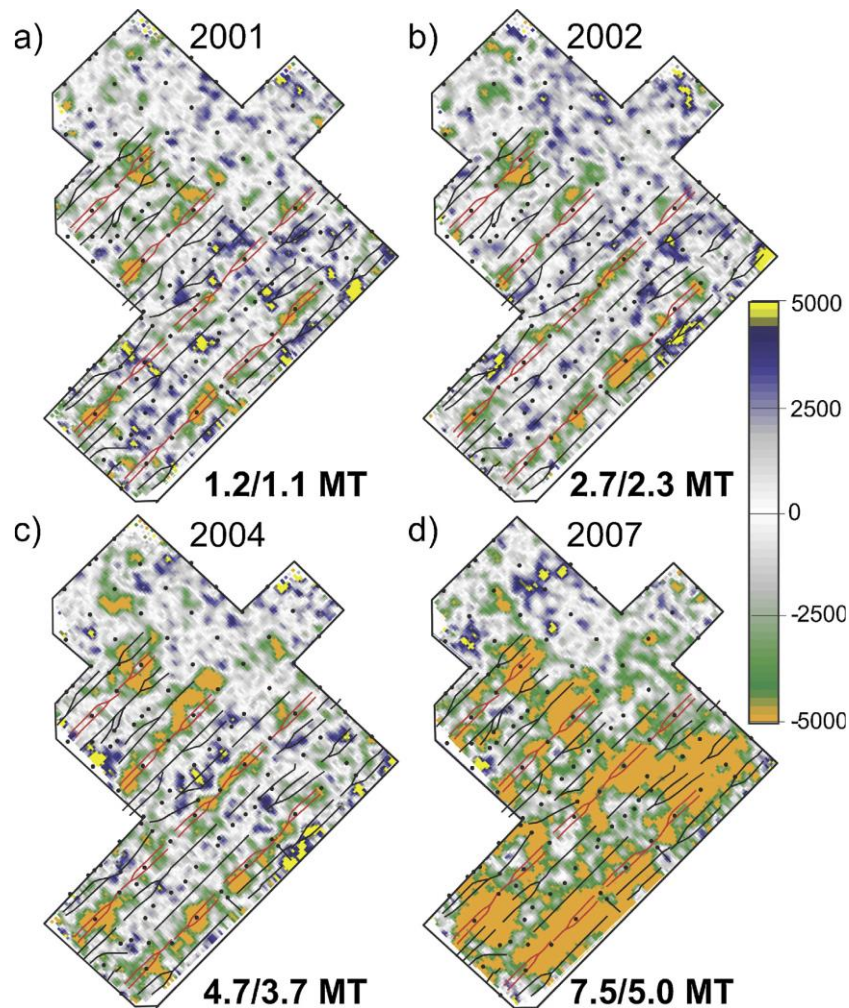 a) 2001
b) 2002
1.2/1.1 MT
2.7/2.3 MT
5000
2500
0
-2500
-5000
c) 2004
d) 2007
4.7/3.7 MT
7.5/5.0 MT